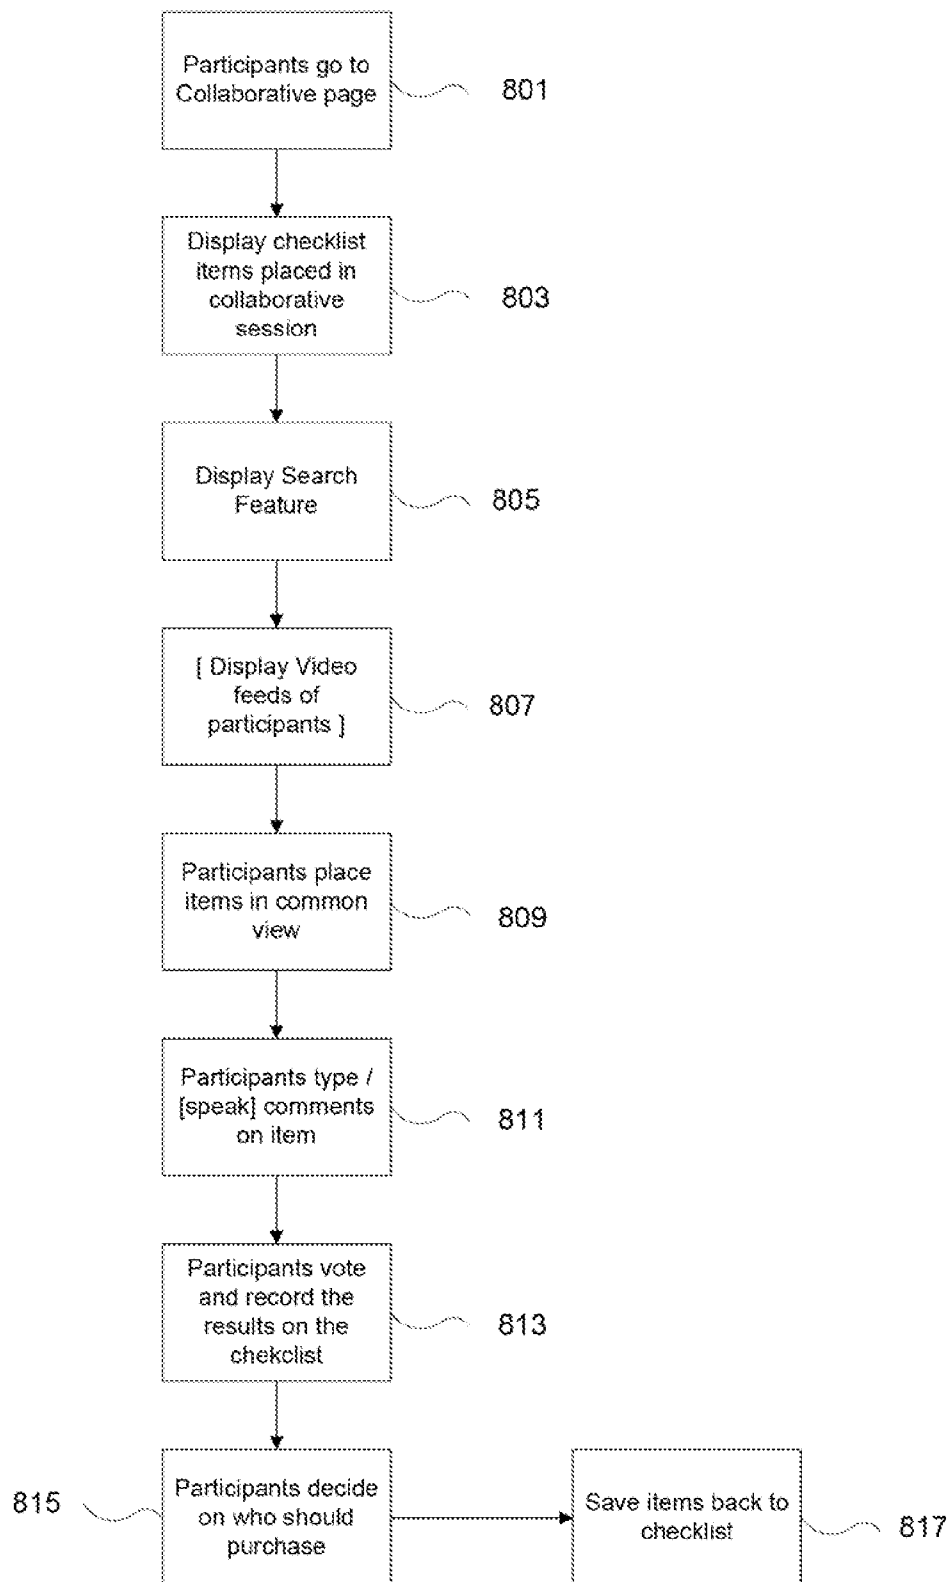 Participants go to
Collaborative page
801
Display checklist
items placed in
collaborative
session
803
Display Search
Feature
805
[ Display Video
feeds of
participants ]
807
Participants place
items in common
view
809
Participants type /
[speak] comments
on item
811
Participants vote
and record the
results on the
chekclist
813
815
Participants decide
on who should
purchase
Save items back to
checklist
817